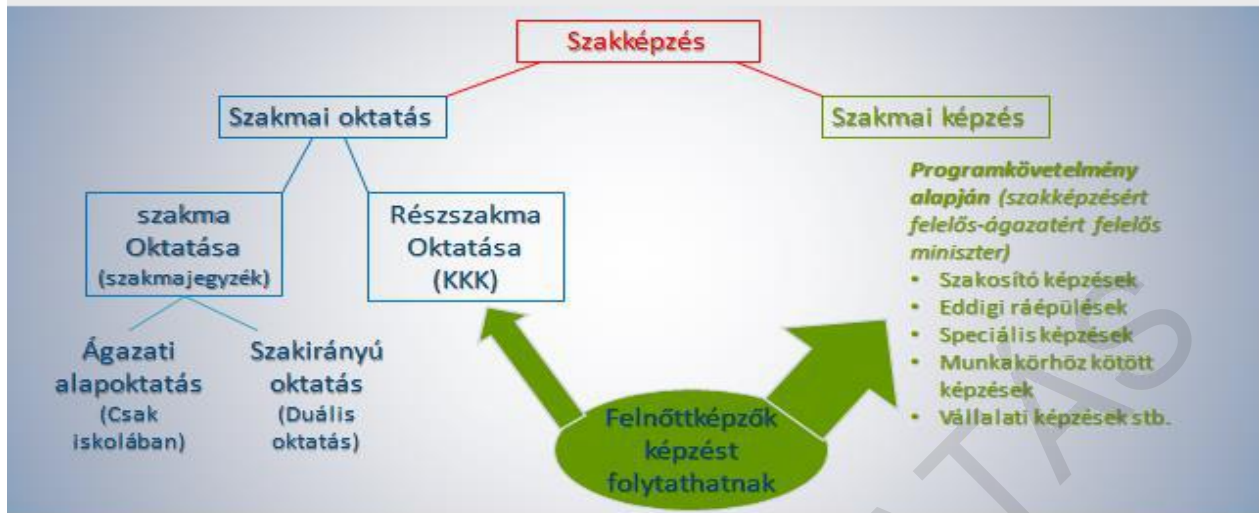 Szakképzés
Szakmai oktatás
Szakmai képzés
szakma
Oktatása
(szakmajegyzék)
Részszakma
Oktatása
(KKK)
Ágazati
alapoktatás
(Csak
iskolában)
Szakirányú
oktatás
(Duális
oktatás)
Programkövetelmény
alapján (szakképzésért
felelős-ágazatért felelős
miniszter)
• Szakosító képzések
• Eddigi ráépülések
• Speciális képzések
• Munkakörhöz kötött
képzések
• Vállalati képzések stb.
Felnőttképzők
képzést
folytathatnak
TÁS